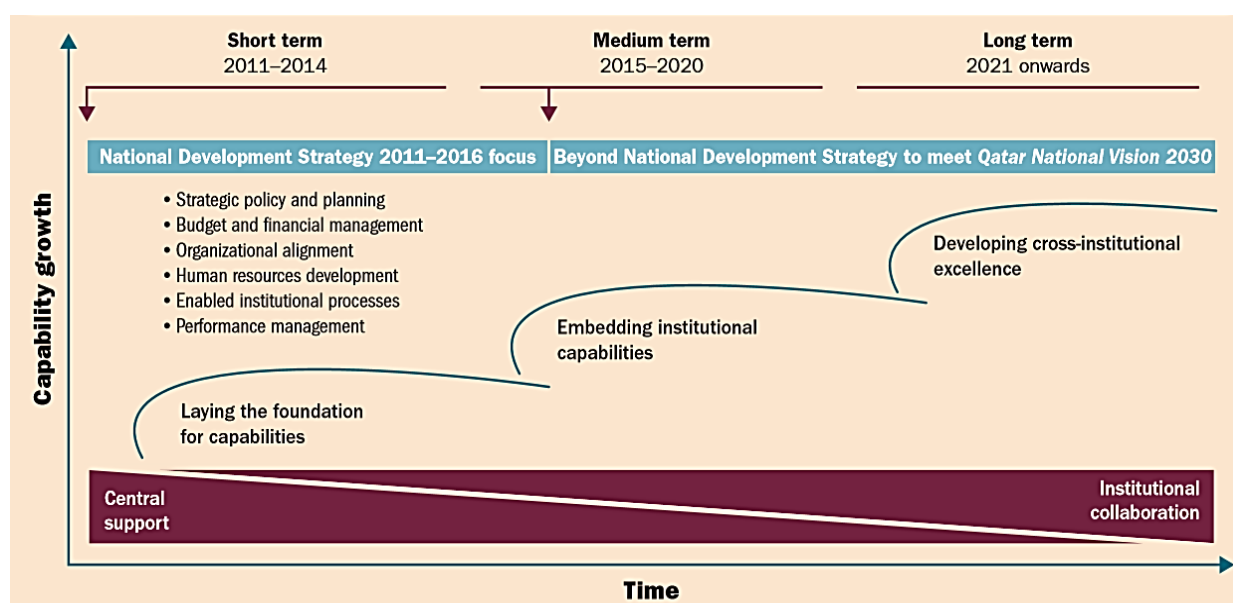 Short term
2011–2014
Medium term
2015–2020
Long term
2021 onwards
National Development Strategy 2011–2016 focus
Beyond National Development Strategy to meet Qatar National Vision 2030
• Strategic policy and planning
• Budget and financial management
• Organizational alignment
• Human resources development
• Enabled institutional processes
• Performance management
Capability growth
Developing cross-institutional
excellence
Embedding institutional
capabilities
Laying the foundation
for capabilities
Central
support
Institutional
collaboration
Time